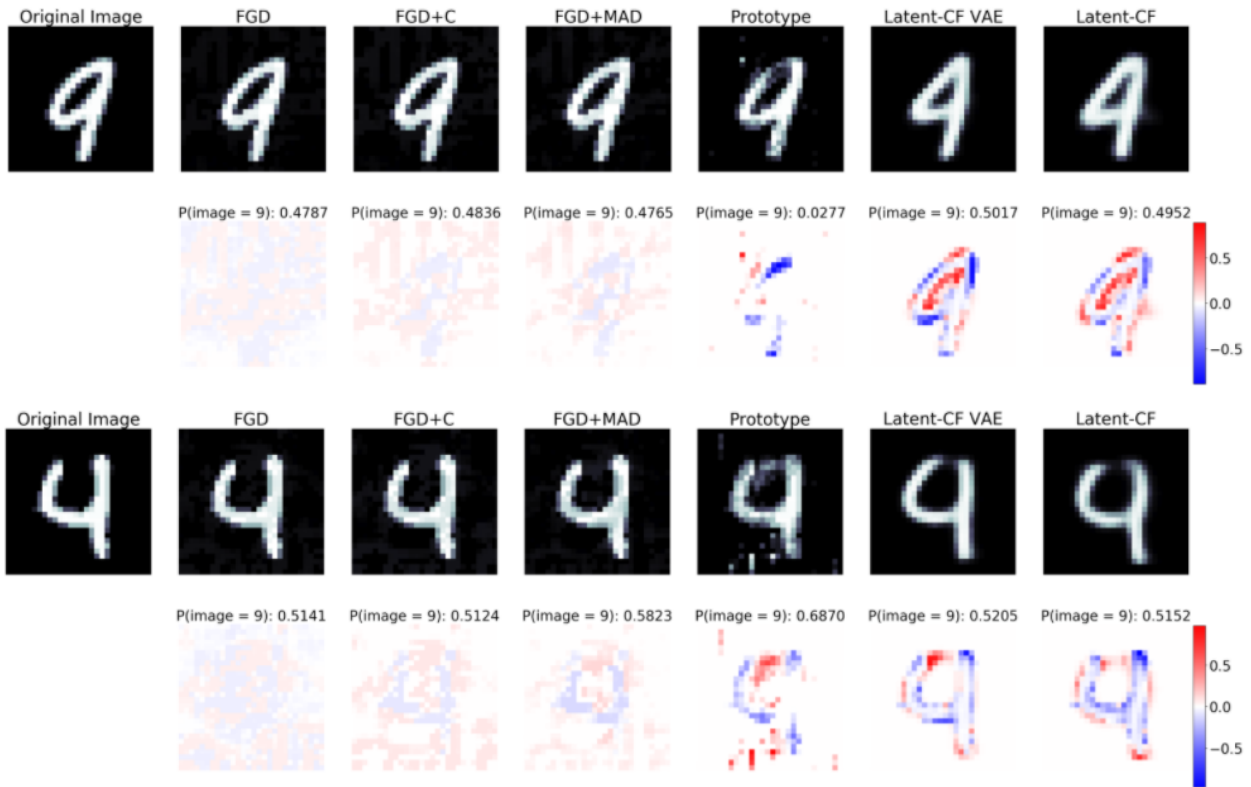 Original Image FGD FGD+C FGD+MAD Prototype Latent-CF VAE Latent-CF
P(image = 9): 0.4787 P(image = 9): 0.4836 P(image = 9): 0.4765 P(image = 9): 0.0277 P(image = 9): 0.5017 P(image = 9): 0.4952
0.5
0.0
−0.5
Original Image FGD FGD+C FGD+MAD Prototype Latent-CF VAE Latent-CF
P(image = 9): 0.5141 P(image = 9): 0.5124 P(image = 9): 0.5823 P(image = 9): 0.6870 P(image = 9): 0.5205 P(image = 9): 0.5152
0.5
0.0
−0.5